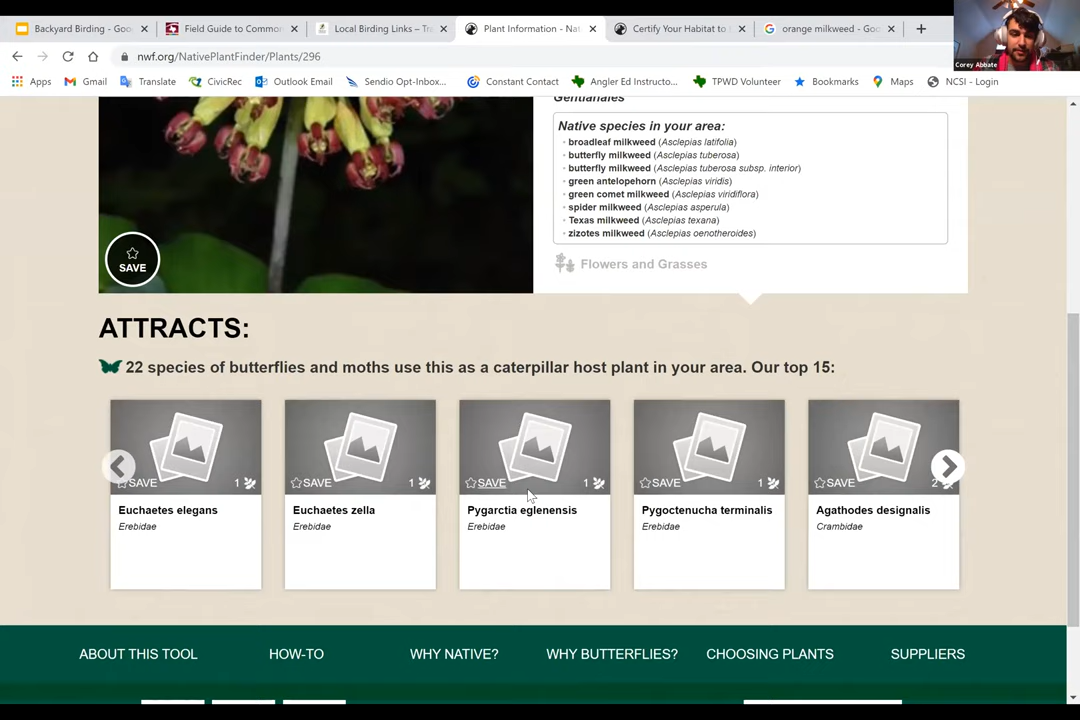 Backyard Birding - Goo
Field Guide to Common
Local Birding Links – Tra
Plant Information - Nat
Certify Your Habitat to
orange milkweed - Goo
nwf.org/NativePlantFinder/Plants/296
Apps Gmail Translate CivicRec Outlook Email Sendio Opt-Inbox... Constant Contact Angler Ed Instructo... TPWD Volunteer Bookmarks Maps NCSI - Login
Corey Abbate
Gentianales
Native species in your area:
broadleaf milkweed (Asclepias latifolia)
butterfly milkweed (Asclepias tuberosa)
butterfly milkweed (Asclepias tuberosa subsp. interior)
green antelopehorn (Asclepias viridis)
green comet milkweed (Asclepias viridiflora)
spider milkweed (Asclepias asperula)
Texas milkweed (Asclepias texana)
zizotes milkweed (Asclepias oenotheroides)
Flowers and Grasses
SAVE
ATTRACTS:
22 species of butterflies and moths use this as a caterpillar host plant in your area. Our top 15:
SAVE 1
Euchaetes elegans
Erebidae
SAVE 1
Euchaetes zella
Erebidae
SAVE 1
Pygarctia eglenensis
Erebidae
SAVE 1
Pygoctenucha terminalis
Erebidae
SAVE 2
Agathodes designalis
Crambidae
ABOUT THIS TOOL HOW-TO WHY NATIVE? WHY BUTTERFLIES? CHOOSING PLANTS SUPPLIERS